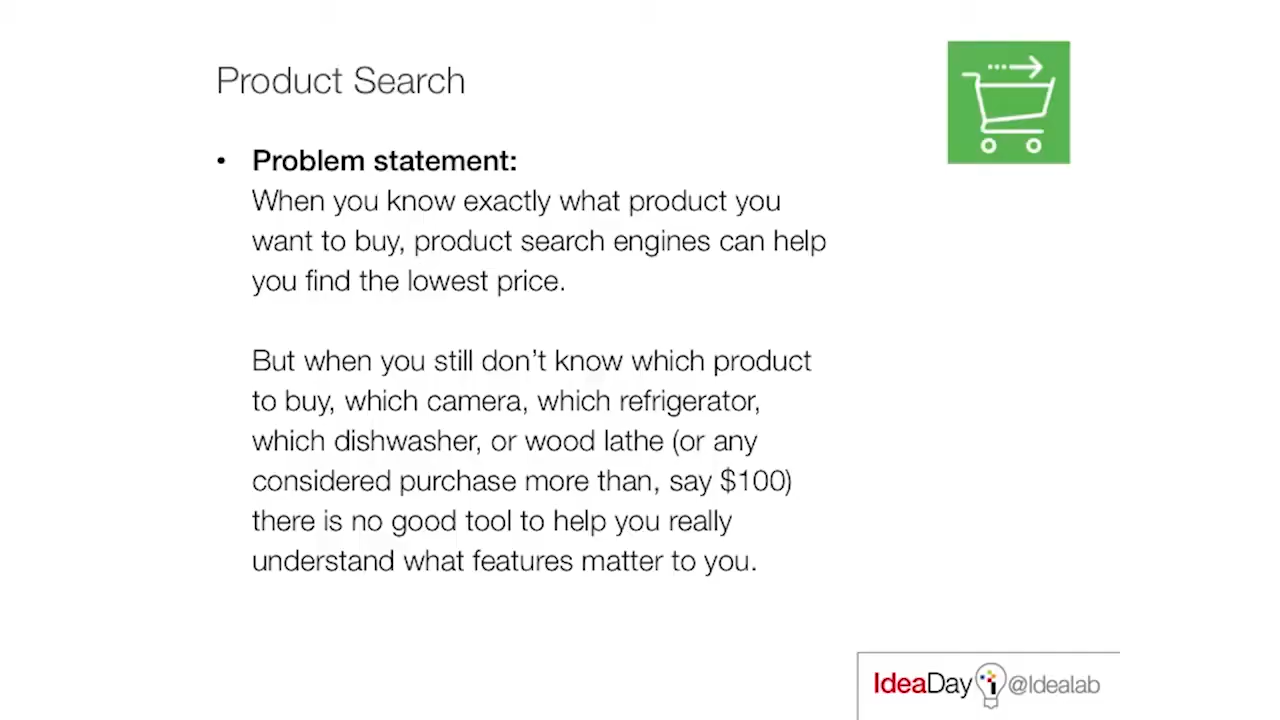 Product Search
• Problem statement:
When you know exactly what product you
want to buy, product search engines can help
you find the lowest price.
But when you still don’t know which product
to buy, which camera, which refrigerator,
which dishwasher, or wood lathe (or any
considered purchase more than, say $100)
there is no good tool to help you really
understand what features matter to you.
IdeaDay @Idealab